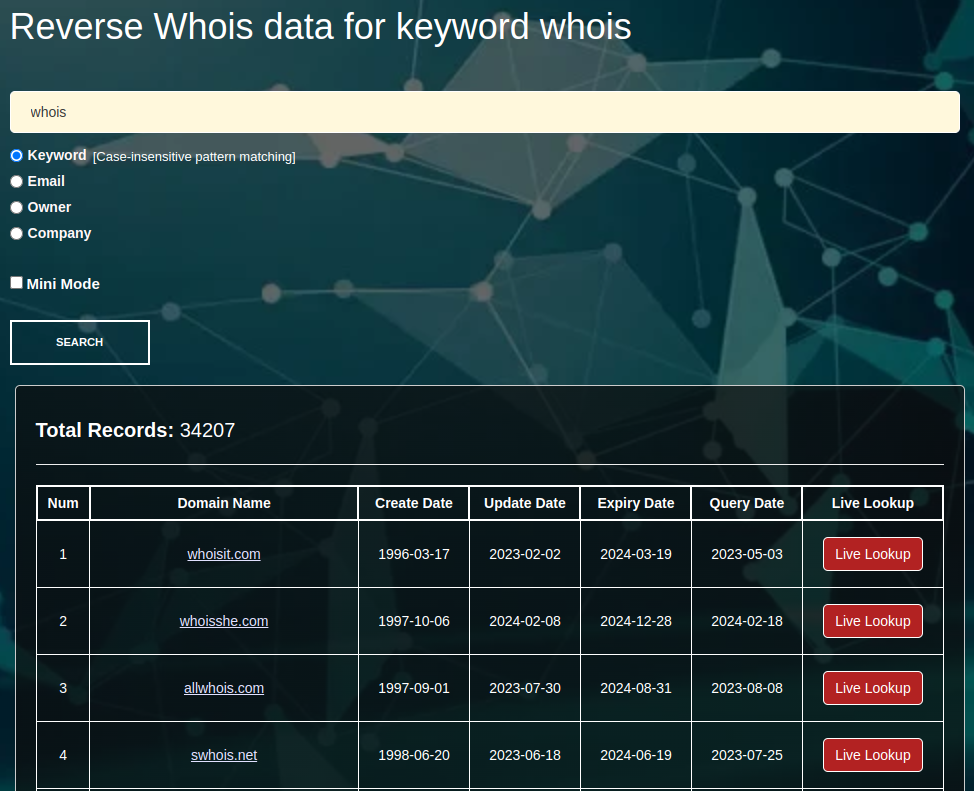 Reverse Whois data for keyword whois
whois
Keyword [Case-insensitive pattern matching]
Email
Owner
Company
Mini Mode
SEARCH
Total Records: 34207
Num Domain Name Create Date Update Date Expiry Date Query Date Live Lookup
1 whoisit.com 1996-03-17 2023-02-02 2024-03-19 2023-05-03 Live Lookup
2 whoisshe.com 1997-10-06 2024-02-08 2024-12-28 2024-02-18 Live Lookup
3 allwhois.com 1997-09-01 2023-07-30 2024-08-31 2023-08-08 Live Lookup
4 swhois.net 1998-06-20 2023-06-18 2024-06-19 2023-07-25 Live Lookup